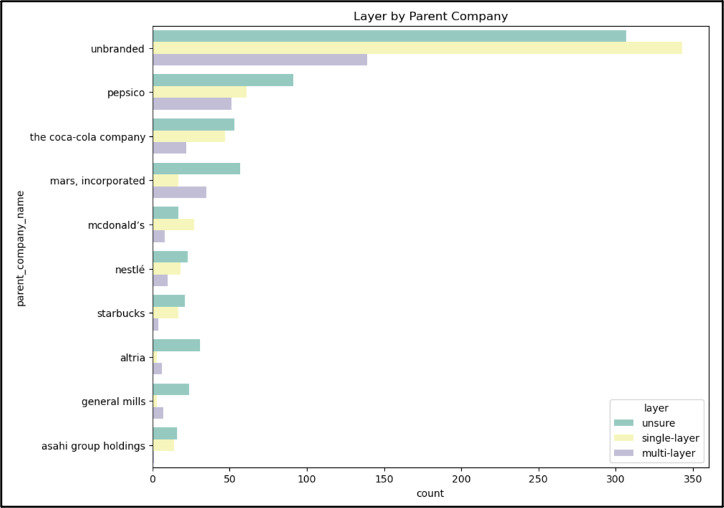 Layer by Parent Company
parent_company_name
unbranded
pepsico
the coca-cola company
mars, incorporated
mcdonald's
nestlé
starbucks
altria
general mills
asahi group holdings
layer
unsure
single-layer
multi-layer
0 50 100 150 200 250 300 350
count